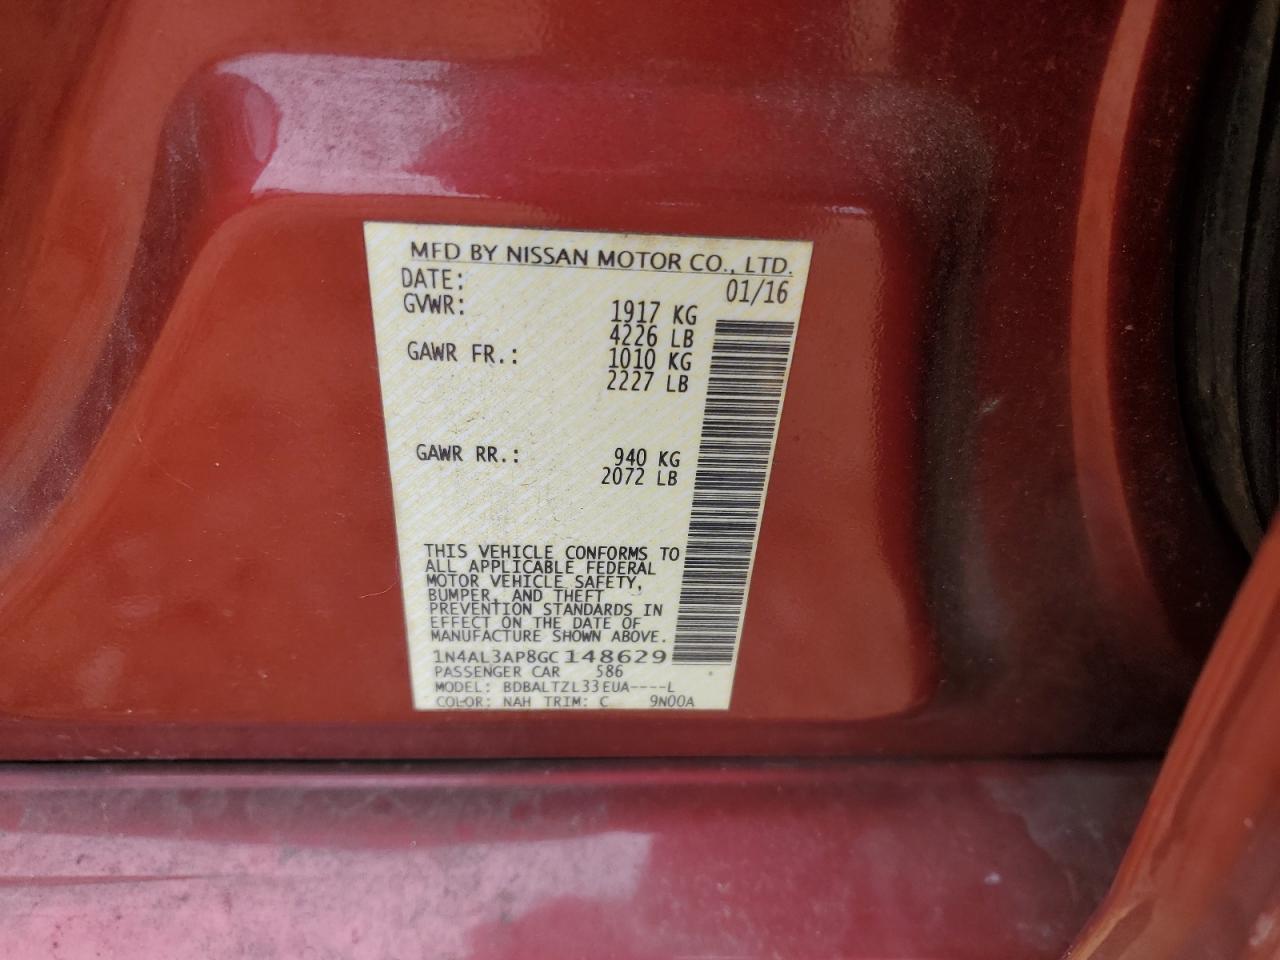 MFD BY NISSAN MOTOR CO., LTD.
DATE: 01/16
GVWR: 1917 KG
4226 LB
GAWR FR.: 1010 KG
2227 LB
GAWR RR.: 940 KG
2072 LB
THIS VEHICLE CONFORMS TO
ALL APPLICABLE FEDERAL
MOTOR VEHICLE SAFETY,
BUMPER, AND THEFT
PREVENTION STANDARDS IN
EFFECT ON THE DATE OF
MANUFACTURE SHOWN ABOVE.
1N4AL3AP8GC148629
PASSENGER CAR 586
MODEL: BDBALTZL33EUA----L
COLOR: NAH TRIM: C 9N00A